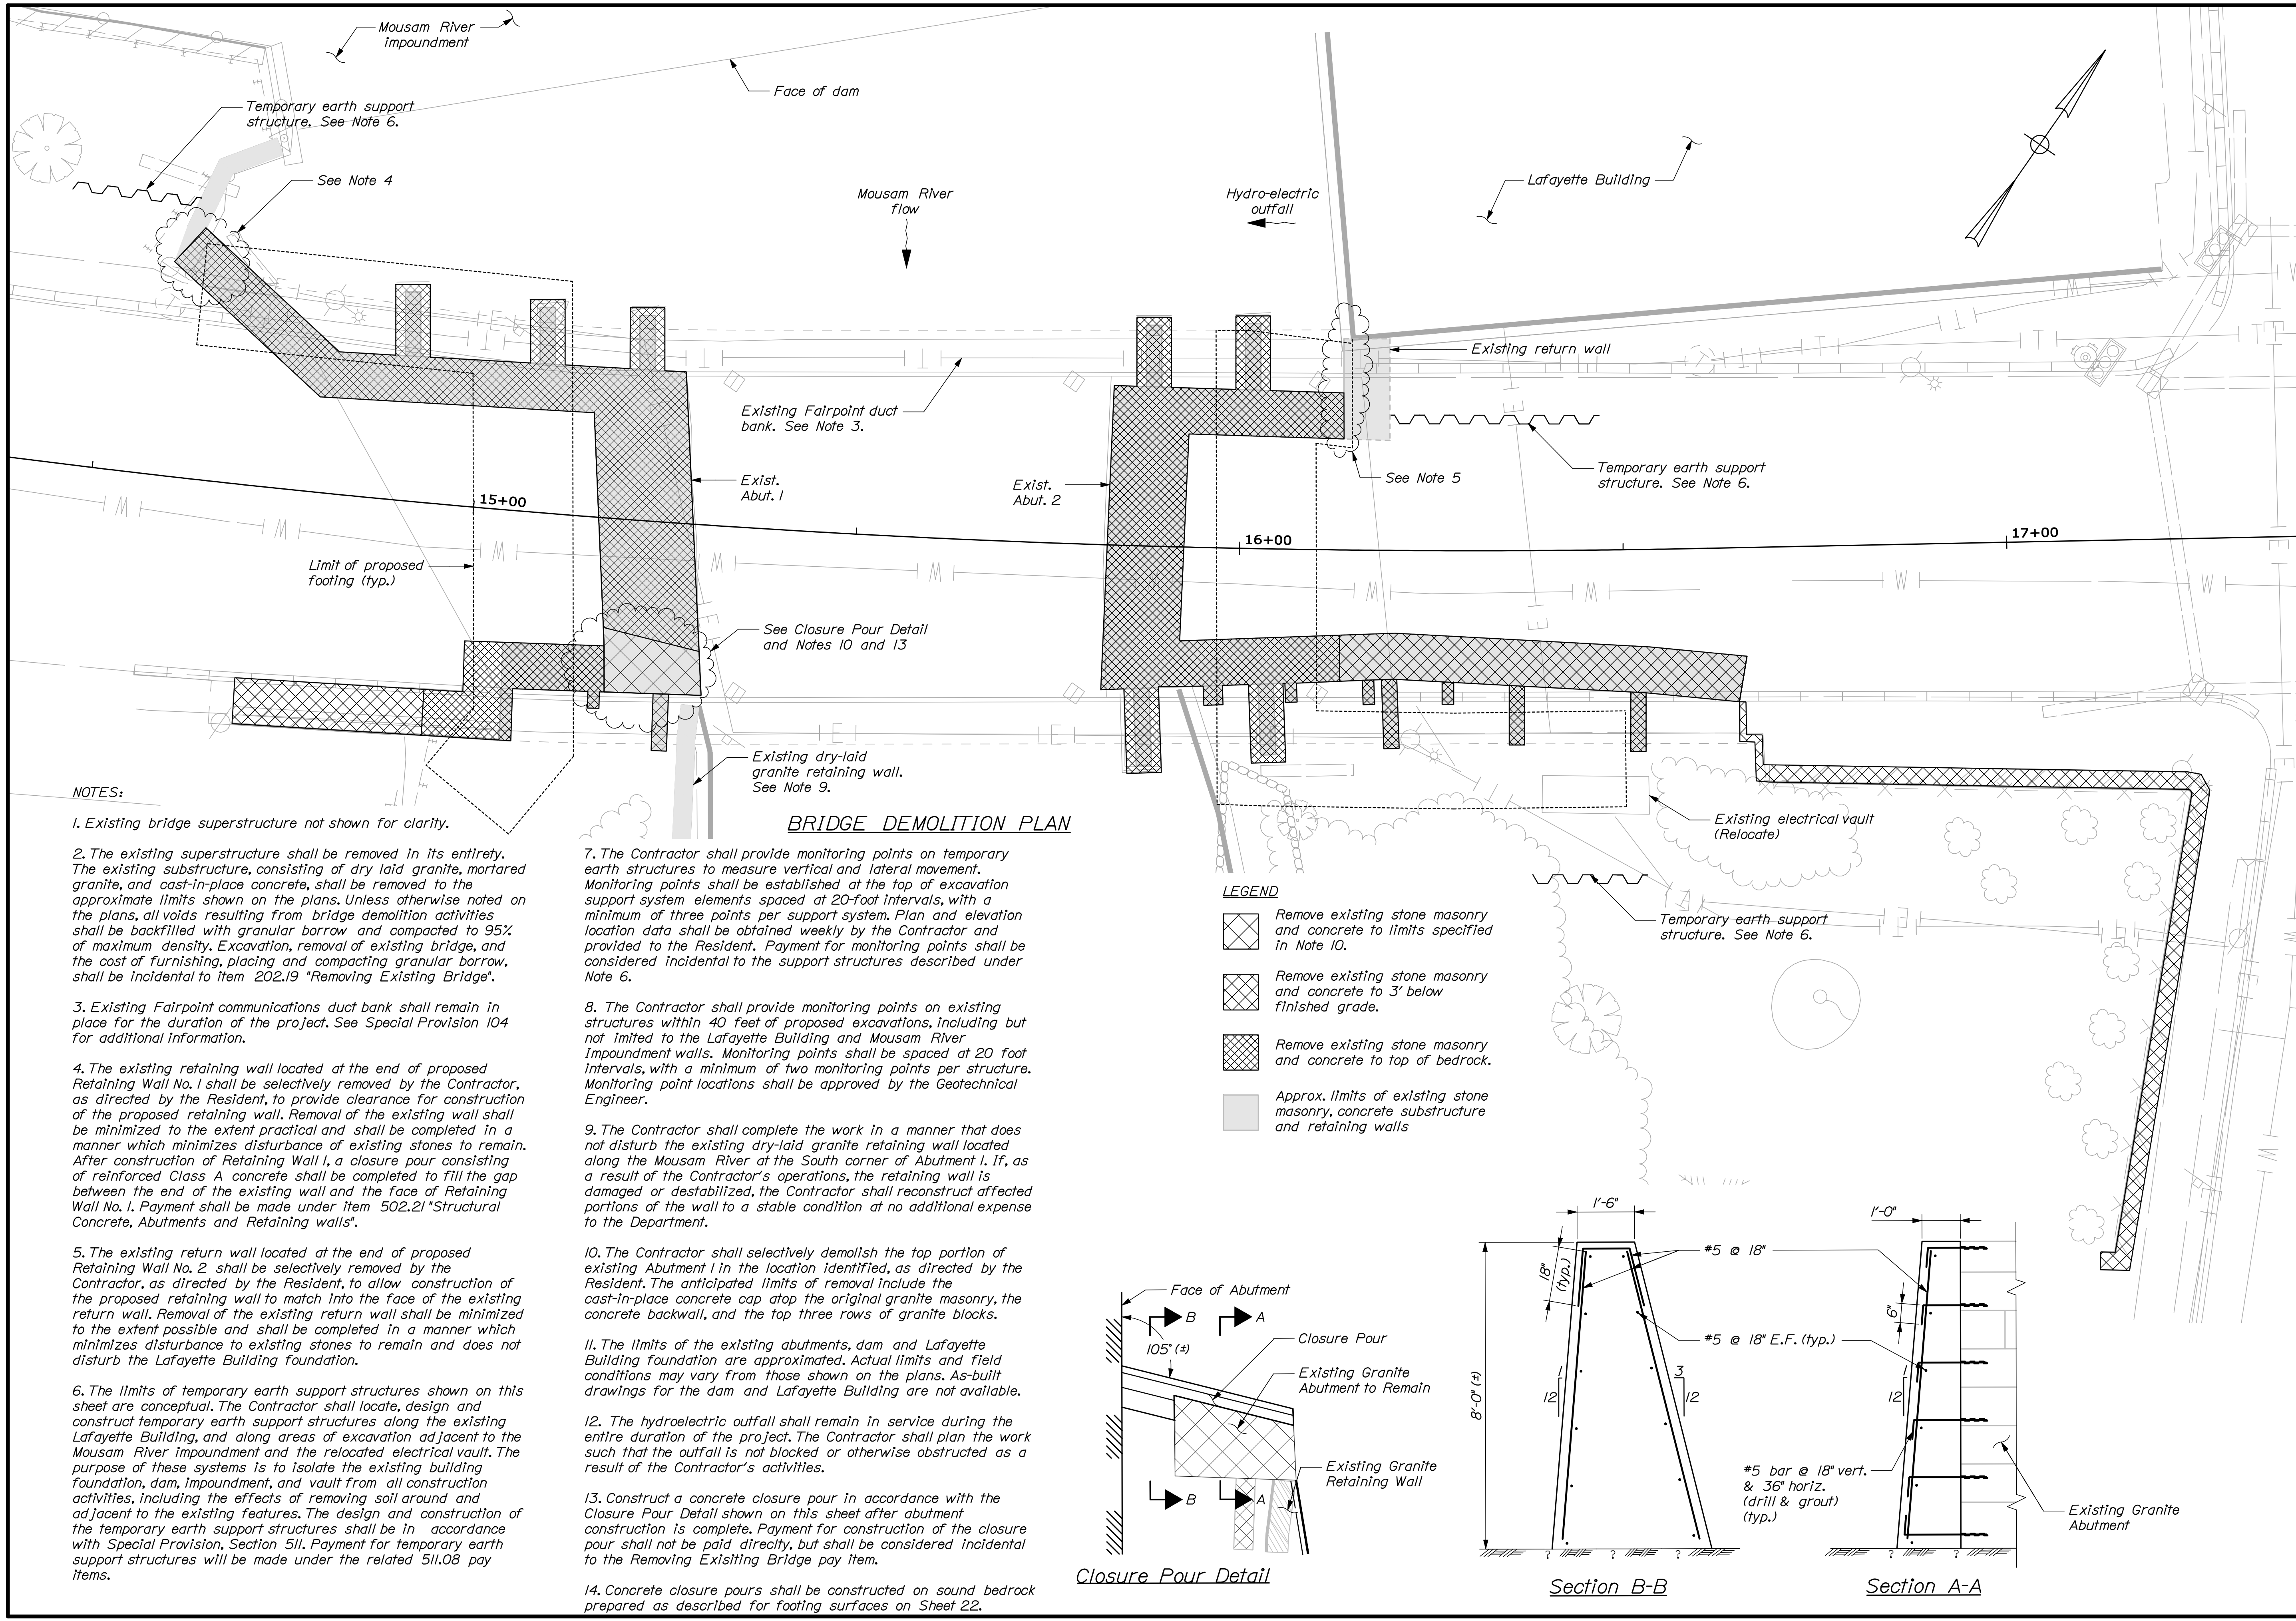 Mousam River
impoundment
Face of dam
Temporary earth support
structure. See Note 6.
See Note 4
Mousam River
flow
Hydro-electric
outfall
Lafayette Building
Existing return wall
Existing Fairpoint duct
bank. See Note 3.
Temporary earth support
structure. See Note 6.
See Note 5
Exist.
Abut. 1
Exist.
Abut. 2
15+00
16+00
17+00
Limit of proposed
footing (typ.)
See Closure Pour Detail
and Notes 10 and 13
Existing dry-laid
granite retaining wall.
See Note 9.
Existing electrical vault
(Relocate)
Temporary earth support
structure. See Note 6.
BRIDGE DEMOLITION PLAN
NOTES:
1. Existing bridge superstructure not shown for clarity.
2. The existing superstructure shall be removed in its entirety.
The existing substructure, consisting of dry laid granite, mortared
granite, and cast-in-place concrete, shall be removed to the
approximate limits shown on the plans. Unless otherwise noted on
the plans, all voids resulting from bridge demolition activities
shall be backfilled with granular borrow and compacted to 95%
of maximum density. Excavation, removal of existing bridge, and
the cost of furnishing, placing and compacting granular borrow,
shall be incidental to item 202.19 "Removing Existing Bridge".
3. Existing Fairpoint communications duct bank shall remain in
place for the duration of the project. See Special Provision 104
for additional information.
4. The existing retaining wall located at the end of proposed
Retaining Wall No. 1 shall be selectively removed by the Contractor,
as directed by the Resident, to provide clearance for construction
of the proposed retaining wall. Removal of the existing wall shall
be minimized to the extent practical and shall be completed in a
manner which minimizes disturbance of existing stones to remain.
After construction of Retaining Wall 1, a closure pour consisting
of reinforced Class A concrete shall be completed to fill the gap
between the end of the existing wall and the face of Retaining
Wall No. 1. Payment shall be made under item 502.21 "Structural
Concrete, Abutments and Retaining walls".
5. The existing return wall located at the end of proposed
Retaining Wall No. 2 shall be selectively removed by the
Contractor, as directed by the Resident, to allow construction of
the proposed retaining wall to match into the face of the existing
return wall. Removal of the existing return wall shall be minimized
to the extent possible and shall be completed in a manner which
minimizes disturbance to existing stones to remain and does not
disturb the Lafayette Building foundation.
6. The limits of temporary earth support structures shown on this
sheet are conceptual. The Contractor shall locate, design and
construct temporary earth support structures along the existing
Lafayette Building, and along areas of excavation adjacent to the
Mousam River impoundment and the relocated electrical vault. The
purpose of these systems is to isolate the existing building
foundation, dam, impoundment, and vault from all construction
activities, including the effects of removing soil around and
adjacent to the existing features. The design and construction of
the temporary earth support structures shall be in accordance
with Special Provision, Section 511. Payment for temporary earth
support structures will be made under the related 511.08 pay
items.
7. The Contractor shall provide monitoring points on temporary
earth structures to measure vertical and lateral movement.
Monitoring points shall be established at the top of excavation
support system elements spaced at 20-foot intervals, with a
minimum of three points per support system. Plan and elevation
location data shall be obtained weekly by the Contractor and
provided to the Resident. Payment for monitoring points shall be
considered incidental to the support structures described under
Note 6.
8. The Contractor shall provide monitoring points on existing
structures within 40 feet of proposed excavations, including but
not imited to the Lafayette Building and Mousam River
Impoundment walls. Monitoring points shall be spaced at 20 foot
intervals, with a minimum of two monitoring points per structure.
Monitoring point locations shall be approved by the Geotechnical
Engineer.
9. The Contractor shall complete the work in a manner that does
not disturb the existing dry-laid granite retaining wall located
along the Mousam River at the South corner of Abutment 1. If, as
a result of the Contractor's operations, the retaining wall is
damaged or destabilized, the Contractor shall reconstruct affected
portions of the wall to a stable condition at no additional expense
to the Department.
10. The Contractor shall selectively demolish the top portion of
existing Abutment 1 in the location identified, as directed by the
Resident. The anticipated limits of removal include the
cast-in-place concrete cap atop the original granite masonry, the
concrete backwall, and the top three rows of granite blocks.
11. The limits of the existing abutments, dam and Lafayette
Building foundation are approximated. Actual limits and field
conditions may vary from those shown on the plans. As-built
drawings for the dam and Lafayette Building are not available.
12. The hydroelectric outfall shall remain in service during the
entire duration of the project. The Contractor shall plan the work
such that the outfall is not blocked or otherwise obstructed as a
result of the Contractor's activities.
13. Construct a concrete closure pour in accordance with the
Closure Pour Detail shown on this sheet after abutment
construction is complete. Payment for construction of the closure
pour shall not be paid direclty, but shall be considered incidental
to the Removing Exisiting Bridge pay item.
14. Concrete closure pours shall be constructed on sound bedrock
prepared as described for footing surfaces on Sheet 22.
LEGEND
Remove existing stone masonry
and concrete to limits specified
in Note 10.
Remove existing stone masonry
and concrete to 3' below
finished grade.
Remove existing stone masonry
and concrete to top of bedrock.
Approx. limits of existing stone
masonry, concrete substructure
and retaining walls
Face of Abutment
B
A
105° (±)
Closure Pour
Existing Granite
Abutment to Remain
Existing Granite
Retaining Wall
B
A
Closure Pour Detail
1'-6"
18"
(typ.)
8'-0" (±)
1
12
3
12
? ? ?
Section B-B
#5 @ 18"
#5 @ 18" E.F. (typ.)
#5 bar @ 18" vert.
& 36" horiz.
(drill & grout)
(typ.)
1'-0"
6"
1
12
Existing Granite
Abutment
? ?
Section A-A